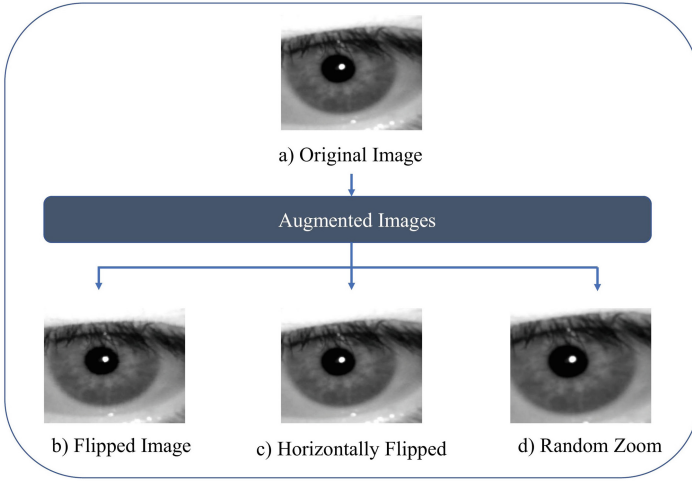 a) Original Image
Augmented Images
b) Flipped Image
c) Horizontally Flipped
d) Random Zoom